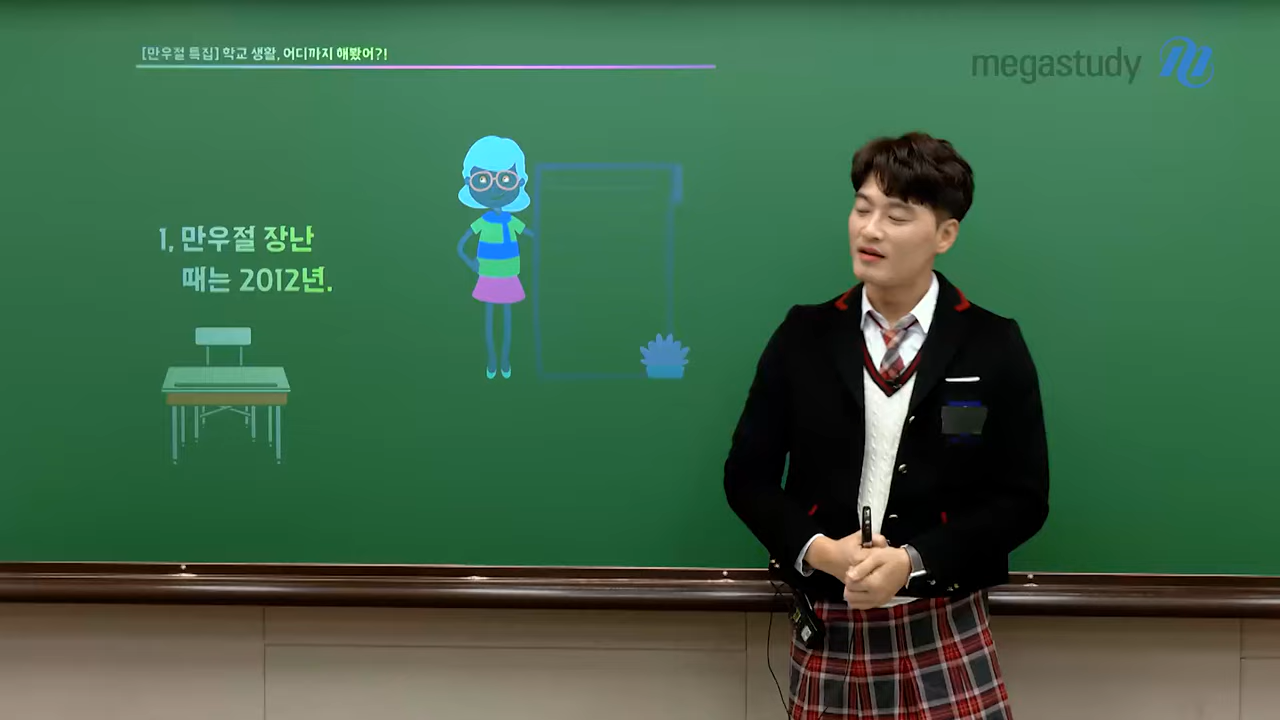 [만우절 특집] 학교 생활, 어디까지 해봤어?!
megastudy
1, 만우절 장난
때는 2012년.